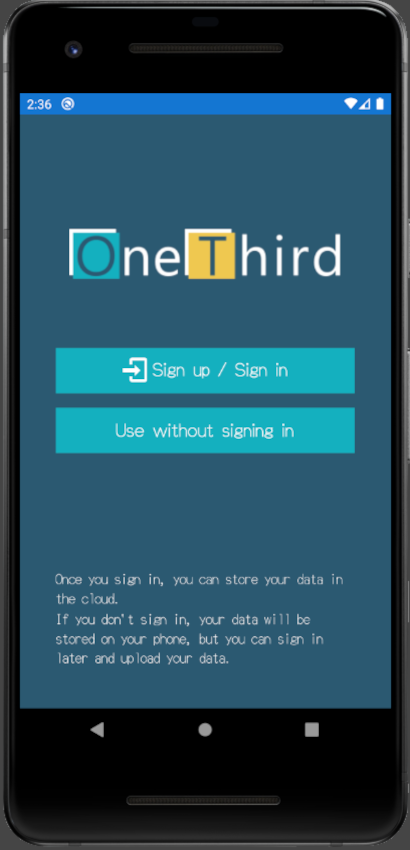 2:36
OneThird
Sign up / Sign in
Use without signing in
Once you sign in, you can store your data in
the cloud.
If you don't sign in, your data will be
stored on your phone, but you can sign in
later and upload your data.